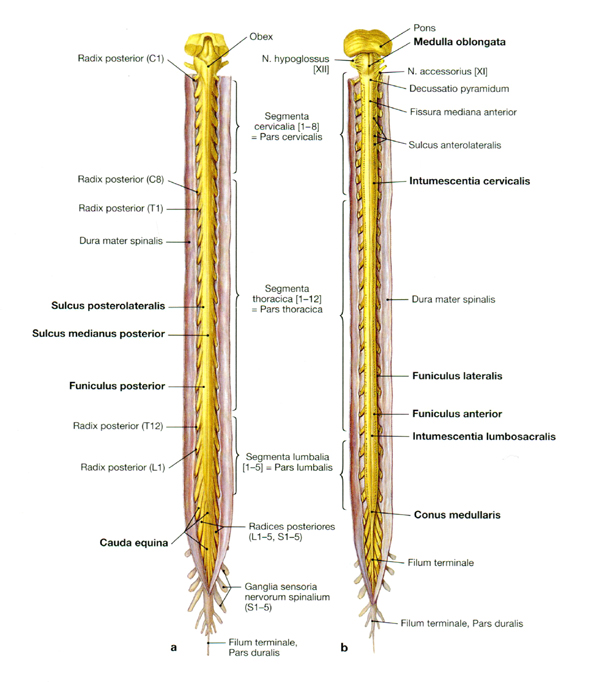 Obex
Radix posterior (C1)
Segmenta
cervicalia [1–8]
= Pars cervicalis
Radix posterior (C8)
Radix posterior (T1)
Dura mater spinalis
Segmenta
thoracica [1–12]
= Pars thoracica
Sulcus posterolateralis
Sulcus medianus posterior
Funiculus posterior
Radix posterior (T12)
Radix posterior (L1)
Segmenta lumbalia
[1–5] = Pars lumbalis
Cauda equina
Radices posteriores
(L1–5, S1–5)
Ganglia sensoria
nervorum spinalium
(S1–5)
Filum terminale,
Pars duralis
a
Pons
Medulla oblongata
N. hypoglossus
[XII]
N. accessorius [XI]
Decussatio pyramidum
Fissura mediana anterior
Sulcus anterolateralis
Intumescentia cervicalis
Dura mater spinalis
Funiculus lateralis
Funiculus anterior
Intumescentia lumbosacralis
Conus medullaris
Filum terminale
Filum terminale, Pars duralis
b